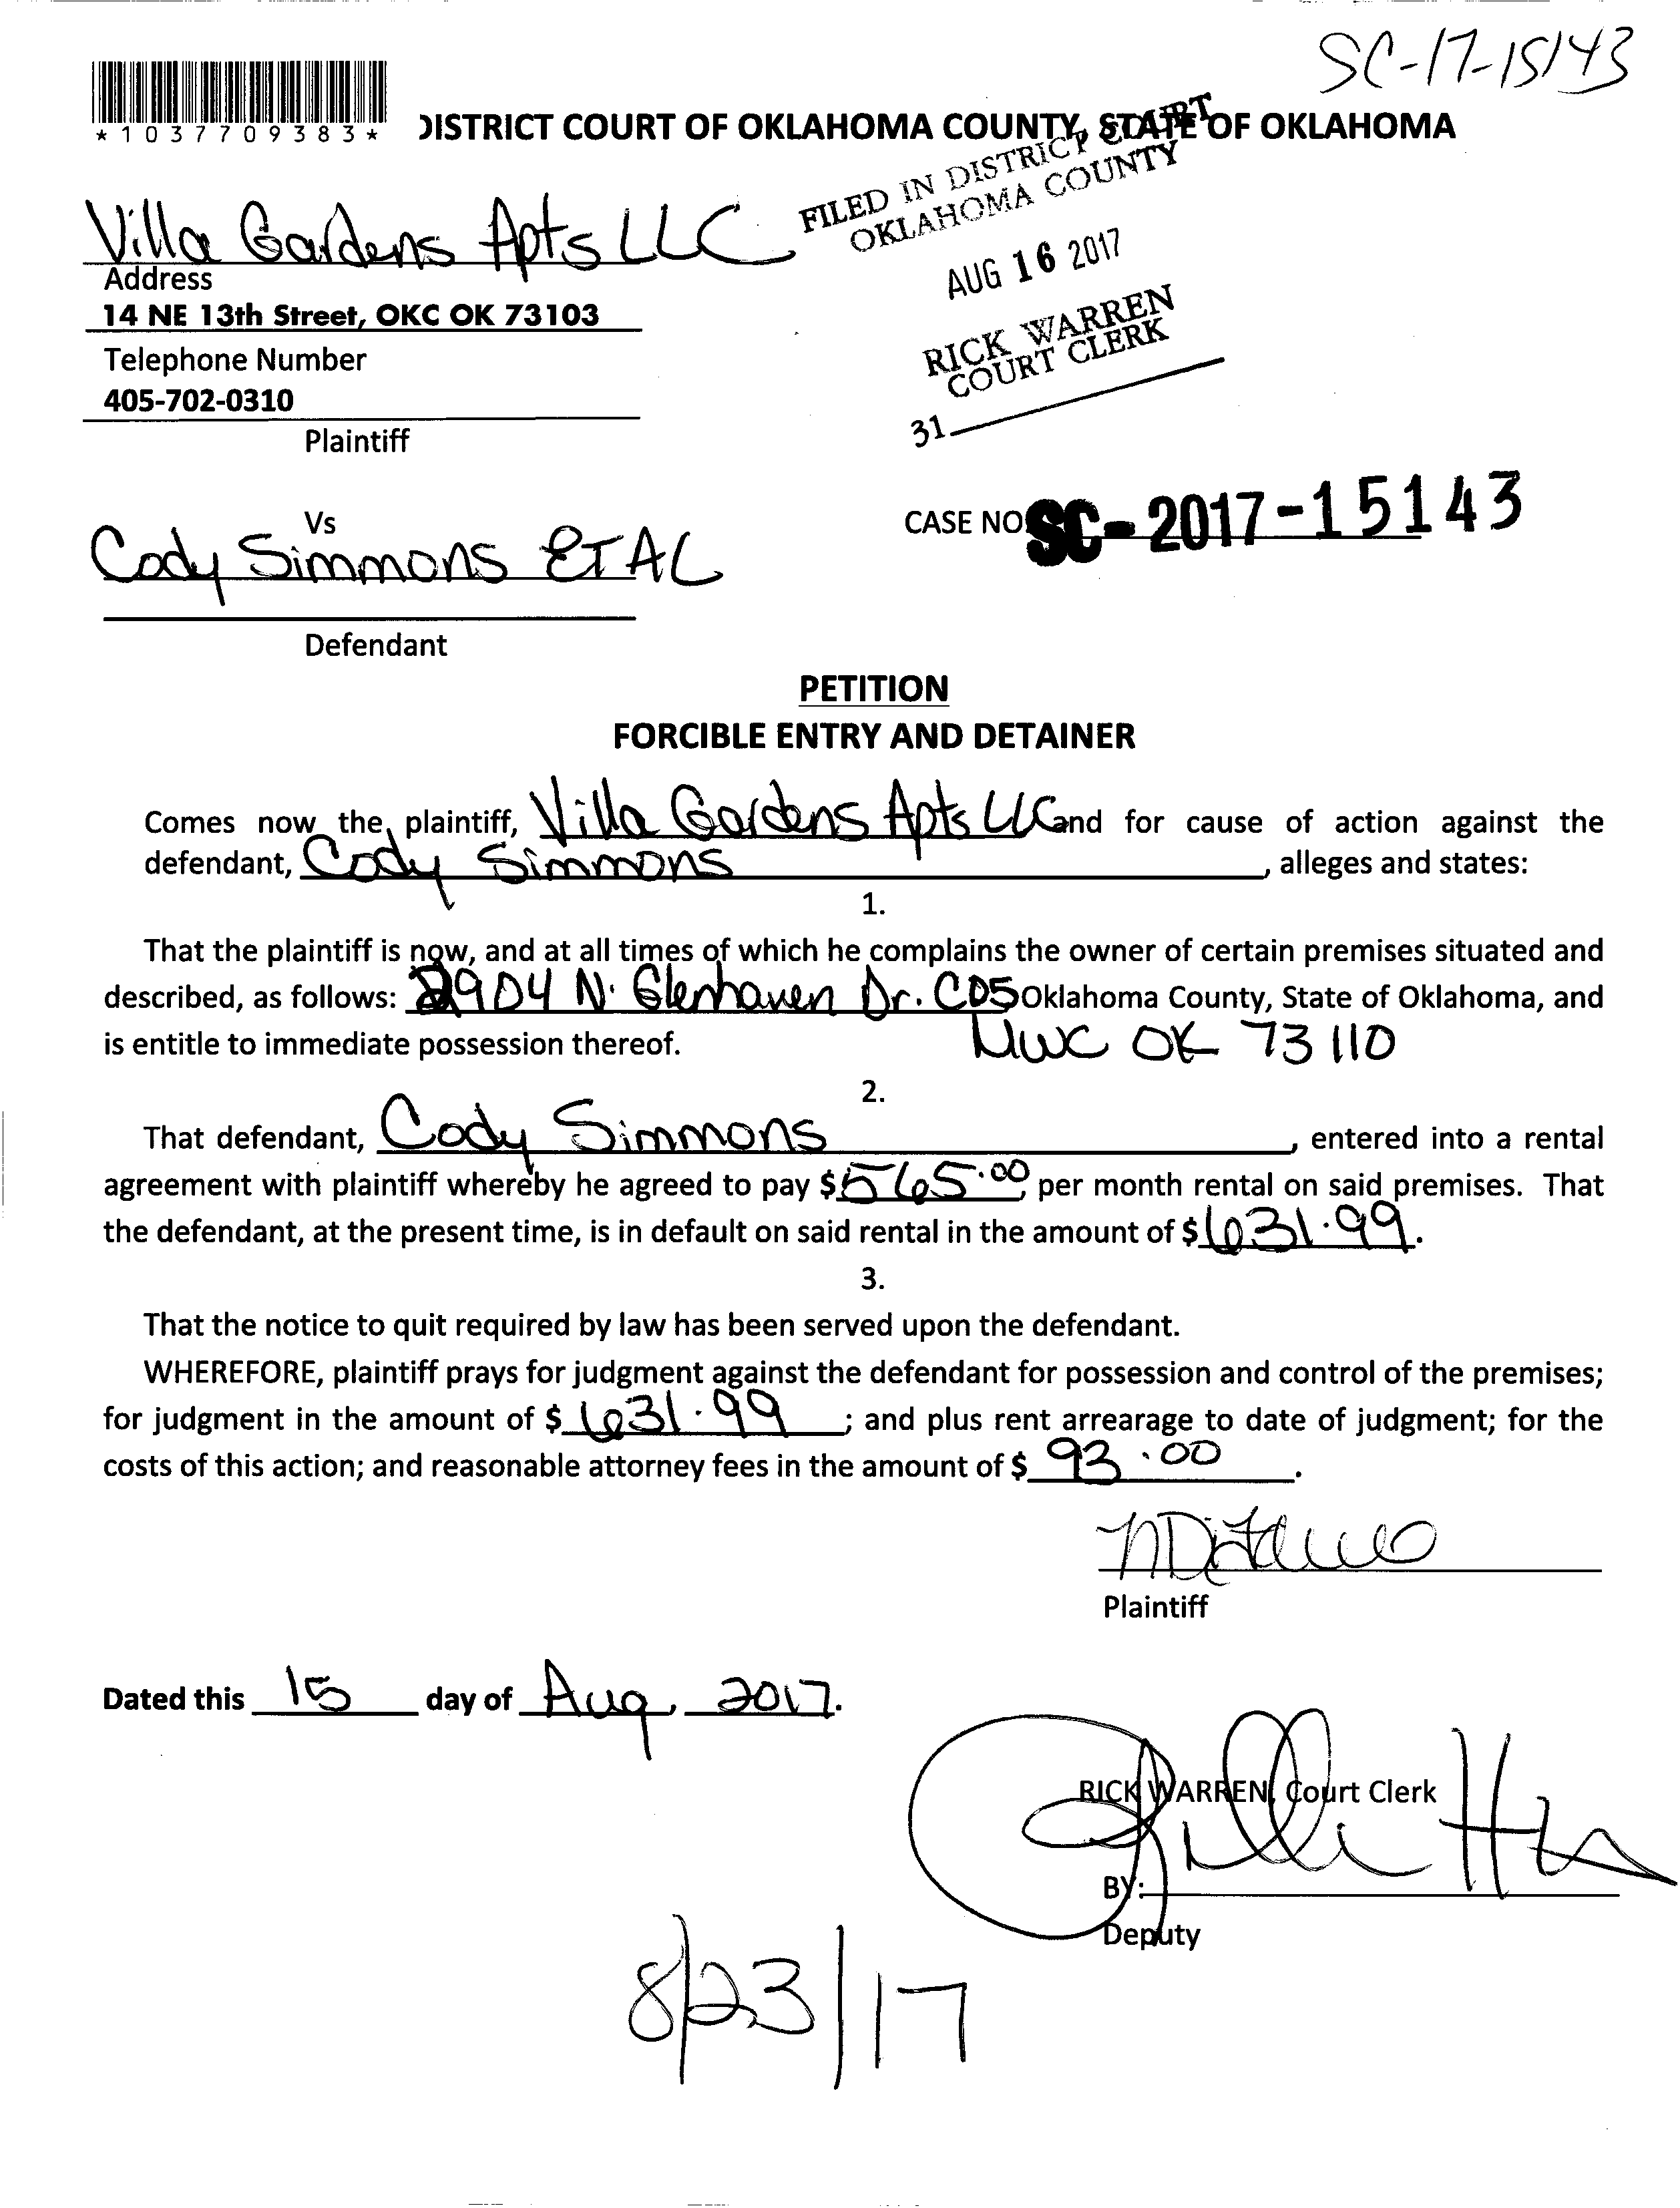 SC-17-15143
*1037709383*
DISTRICT COURT OF OKLAHOMA COUNTY, STATE OF OKLAHOMA
FILED IN DISTRICT COURT
OKLAHOMA COUNTY
AUG 16 2017
RICK WARREN
COURT CLERK
31
Villa Gardens Apts LLC
Address
14 NE 13th Street, OKC OK 73103
Telephone Number
405-702-0310
Plaintiff
Vs
CASE NO SC-2017-15143
Cody Simmons ETAL
Defendant
PETITION
FORCIBLE ENTRY AND DETAINER
Comes now the plaintiff, Villa Gardens Apts LLC and for cause of action against the
defendant, Cody Simmons, alleges and states:
1.
That the plaintiff is now, and at all times of which he complains the owner of certain premises situated and
described, as follows: 2904 N. Glenhaven Dr. C05 Oklahoma County, State of Oklahoma, and
is entitle to immediate possession thereof. MWC OK 73110
2.
That defendant, Cody Simmons, entered into a rental
agreement with plaintiff whereby he agreed to pay $565.00, per month rental on said premises. That
the defendant, at the present time, is in default on said rental in the amount of $631.99.
3.
That the notice to quit required by law has been served upon the defendant.
WHEREFORE, plaintiff prays for judgment against the defendant for possession and control of the premises;
for judgment in the amount of $ 631.99; and plus rent arrearage to date of judgment; for the
costs of this action; and reasonable attorney fees in the amount of $ 93.00.
Plaintiff
Dated this 15 day of Aug, 2017.
RICK WARREN, Court Clerk
BY:
Deputy
8/23/17